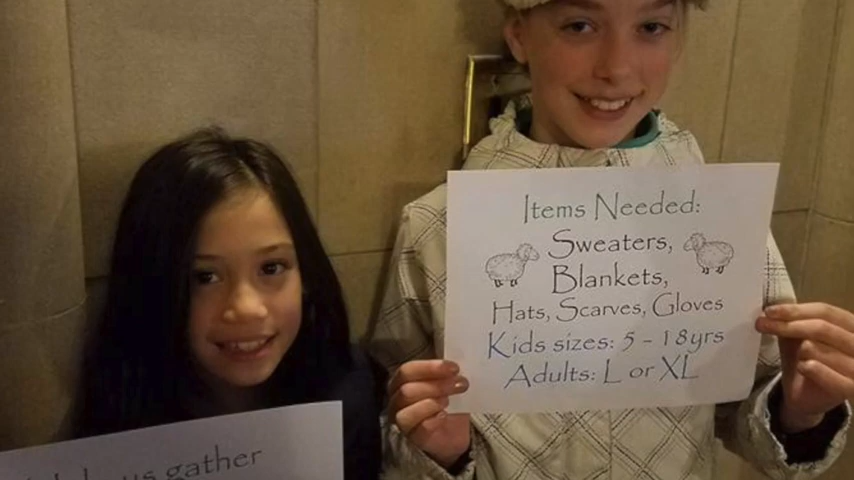 Items Needed:
Sweaters,
Blankets,
Hats, Scarves, Gloves
Kids sizes: 5 - 18yrs
Adults: L or XL
us gather